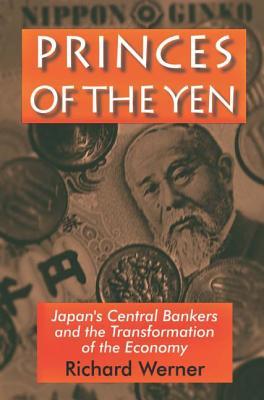 NIPPON GINKO
PRINCES
OF THE YEN
Japan's Central Bankers
and the Transformation
of the Economy
Richard Werner